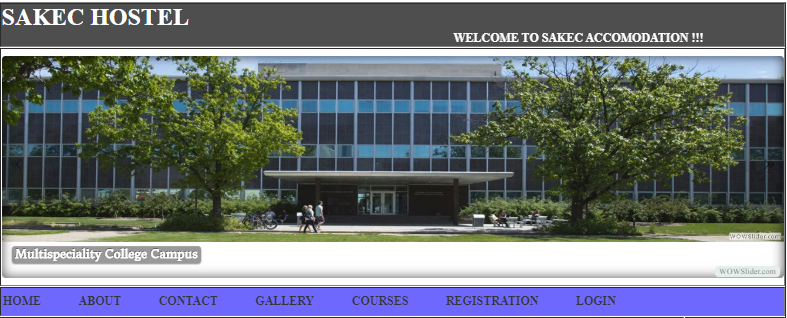 SAKEC HOSTEL
WELCOME TO SAKEC ACCOMODATION !!!
WOWSlider.com
Multispeciality College Campus
WOWSlider.com
HOME ABOUT CONTACT GALLERY COURSES REGISTRATION LOGIN